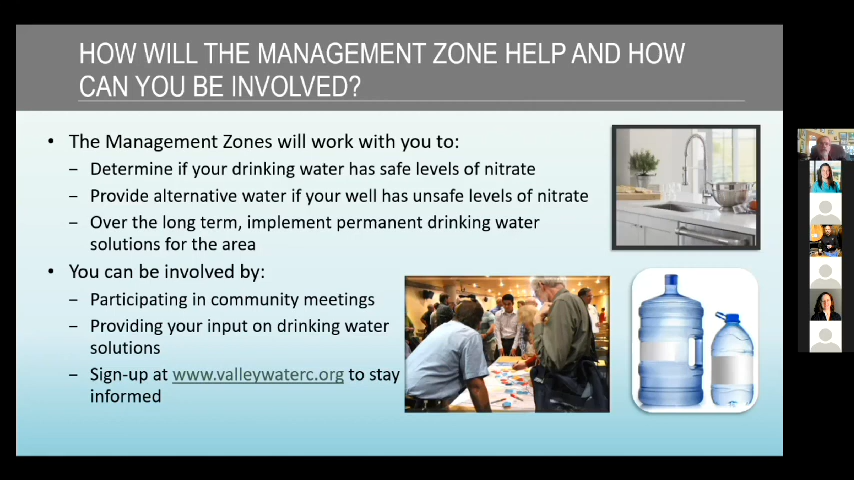 HOW WILL THE MANAGEMENT ZONE HELP AND HOW
CAN YOU BE INVOLVED?
• The Management Zones will work with you to:
– Determine if your drinking water has safe levels of nitrate
– Provide alternative water if your well has unsafe levels of nitrate
– Over the long term, implement permanent drinking water
solutions for the area
• You can be involved by:
– Participating in community meetings
– Providing your input on drinking water
solutions
– Sign-up at www.valleywaterc.org to stay
informed